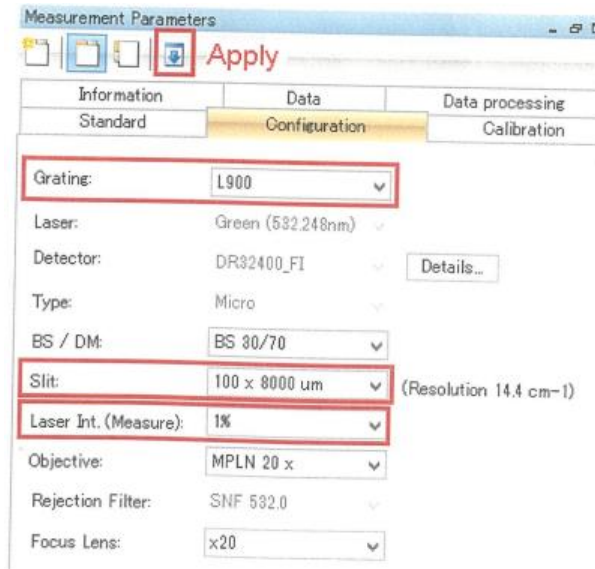 Measurement Parameters
Apply
Information Data Data processing
Standard Configuration Calibration
Grating: L900
Laser: Green (532.248nm)
Detector: DR32400_FI Details...
Type: Micro
BS / DM: BS 30/70
Slit: 100 x 8000 um (Resolution 14.4 cm-1)
Laser Int. (Measure): 1%
Objective: MPLN 20 x
Rejection Filter: SNF 532.0
Focus Lens: x20